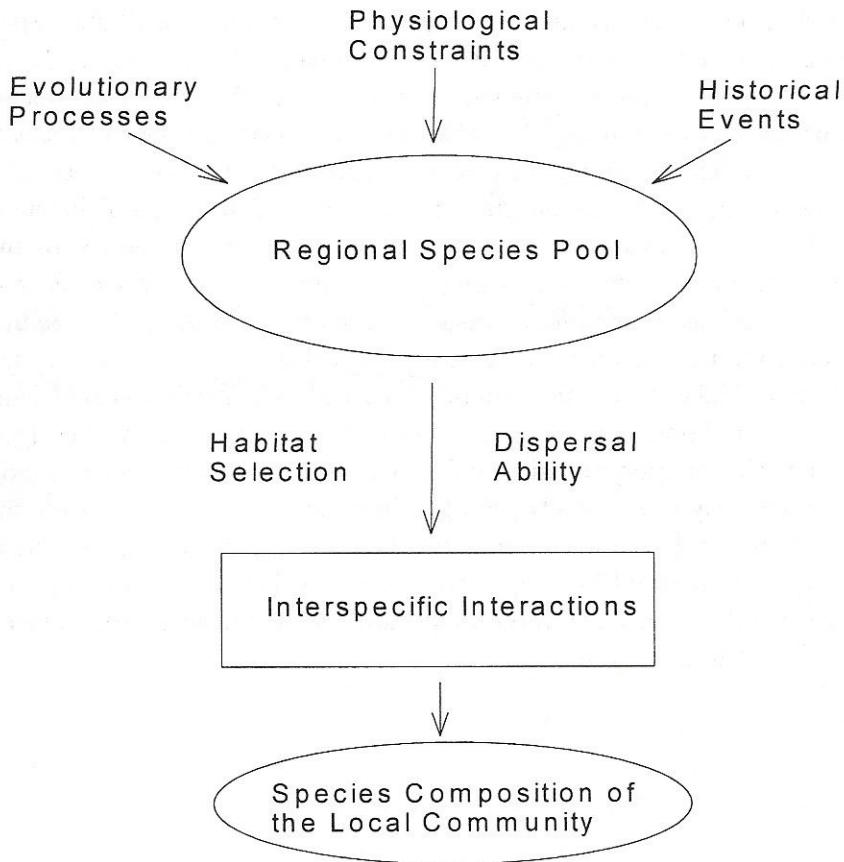 Physiological
Constraints
Evolutionary
Processes
Historical
Events
Regional Species Pool
Habitat
Selection
Dispersal
Ability
Interspecific Interactions
Species Composition of
the Local Community